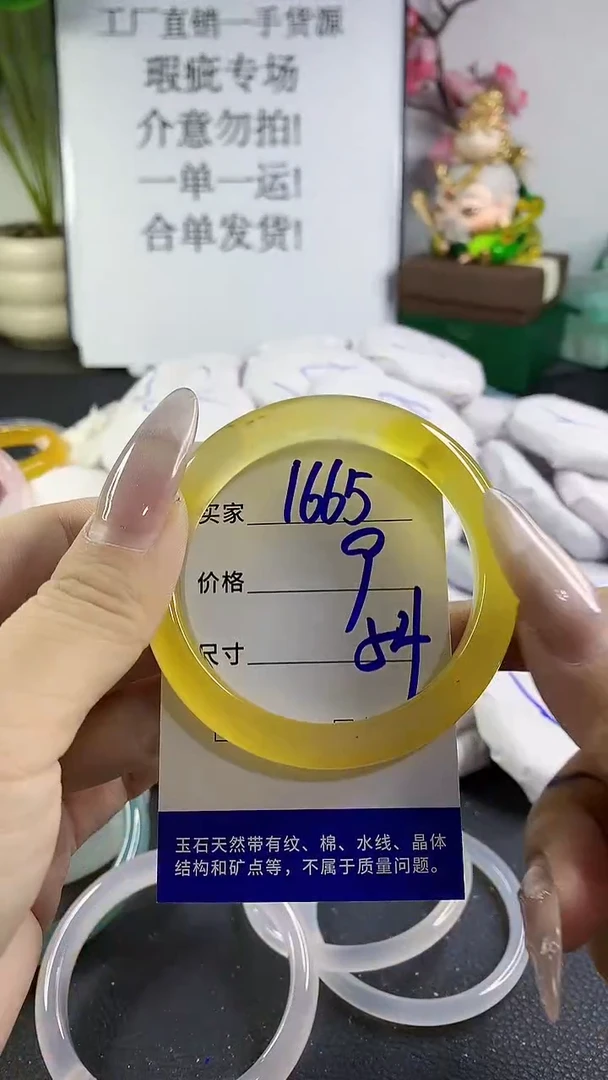 工厂直销一手货源
瑕疵专场
介意勿拍!
一单一运!
合单发货!
买家 1665
价格 9
尺寸 54
玉石天然带有纹、棉、水线、晶体
结构和矿点等，不属于质量问题。